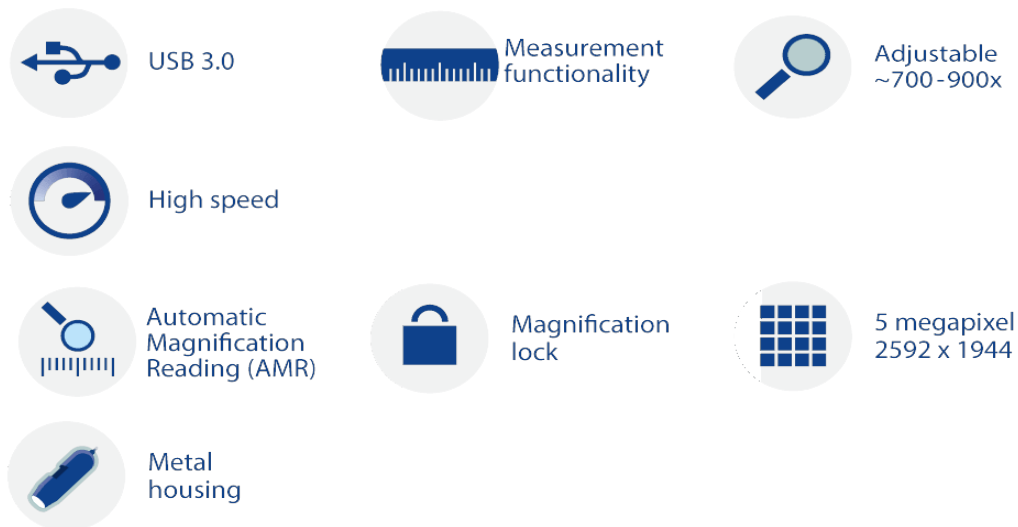 USB 3.0
Measurement
functionality
Adjustable
~700-900x
High speed
Automatic
Magnification
Reading (AMR)
Magnification
lock
5 megapixel
2592 x 1944
Metal
housing